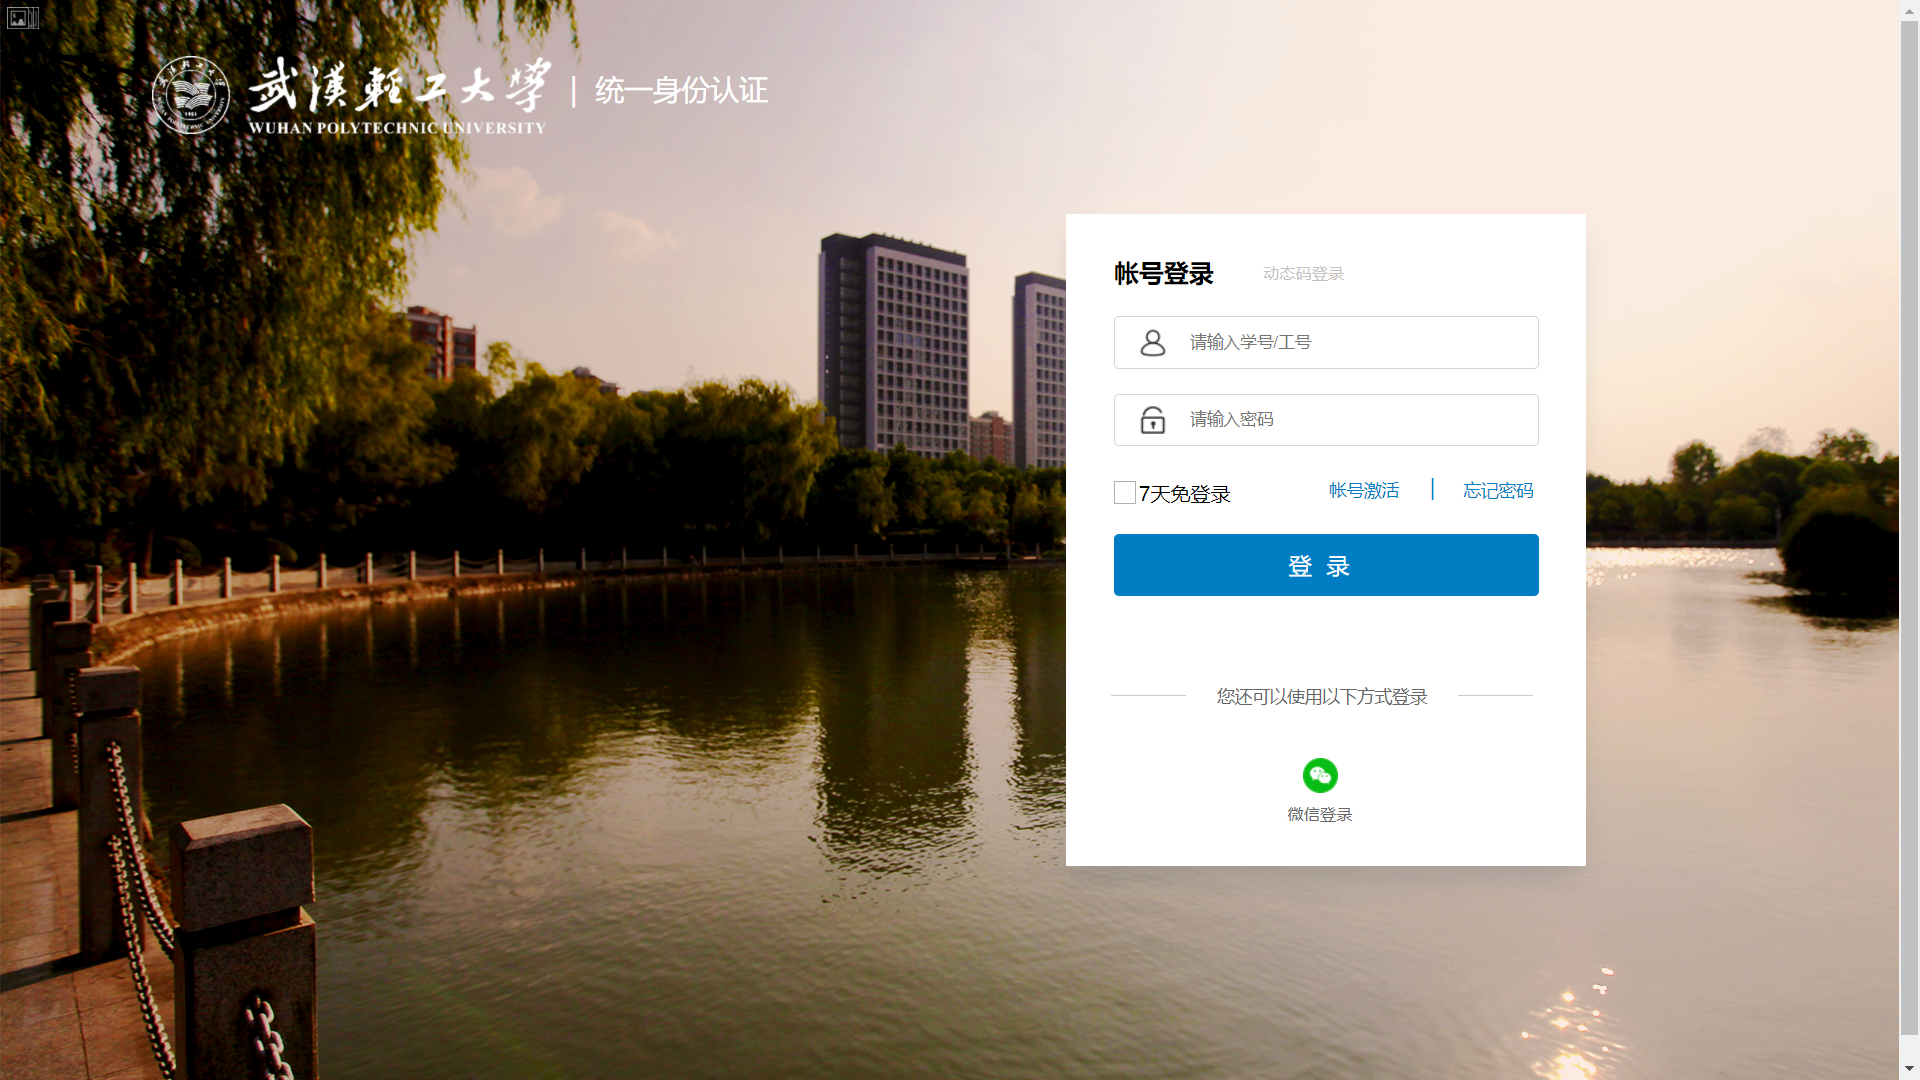 武漢輕工大學
WUHAN POLYTECHNIC UNIVERSITY
| 统一身份认证
帐号登录 动态码登录
请输入学号/工号
请输入密码
7天免登录 帐号激活 | 忘记密码
登 录
您还可以使用以下方式登录
微信登录